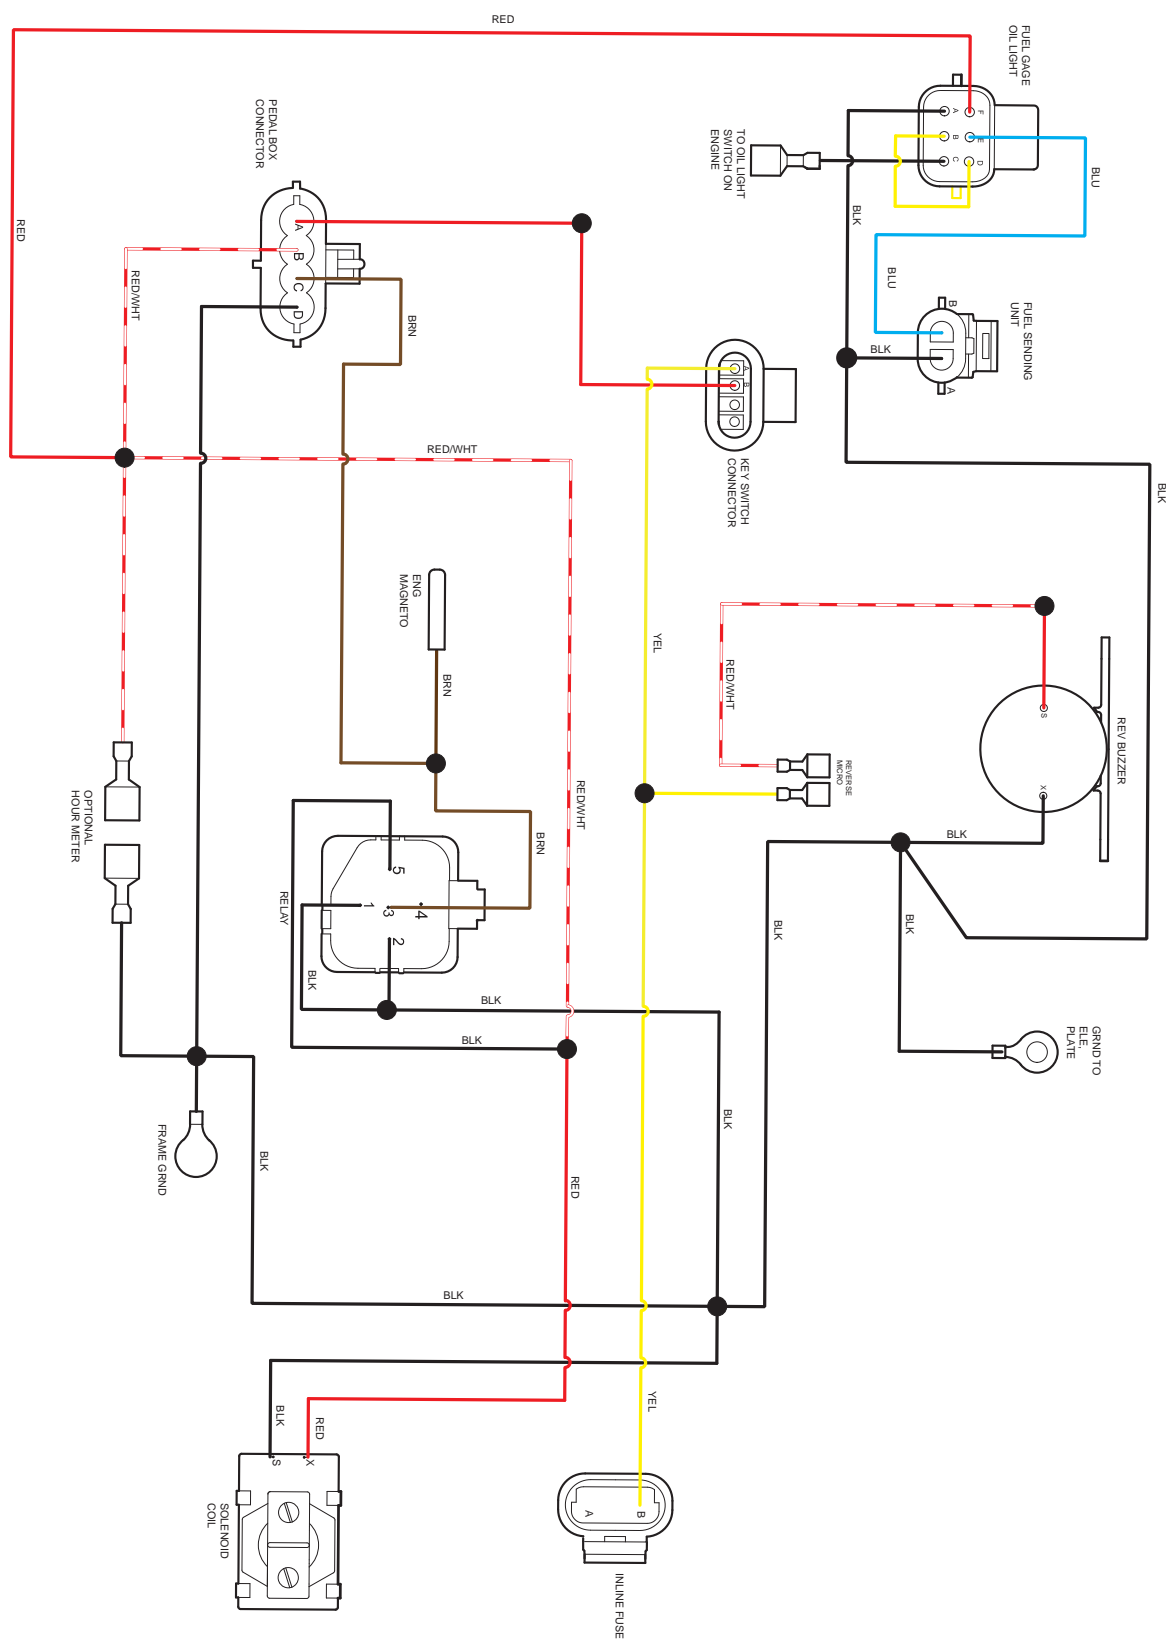 RED
FUEL GAGE
OIL LIGHT
A
F
B
E
C
D
PEDAL BOX
CONNECTOR
TO OIL LIGHT
SWITCH ON
ENGINE
BLU
BLK
RED
A
B
C
D
RED/WHT
BRN
BLU
B
FUEL SENDING
UNIT
BLK
A
A
B
RED/WHT
KEY SWITCH
CONNECTOR
BLK
ENG
MAGNETO
BRN
YEL
RED/WHT
S
REV BUZZER
X
REVERSE
MICRO
OPTIONAL
HOUR METER
RED/WHT
BRN
BLK
5
1
3
4
2
RELAY
BLK
BLK
BLK
BLK
BLK
GRND TO
ELE.
PLATE
BLK
FRAME GRND
BLK
RED
BLK
YEL
BLK
RED
S
X
SOLENOID
COIL
A
B
INLINE FUSE